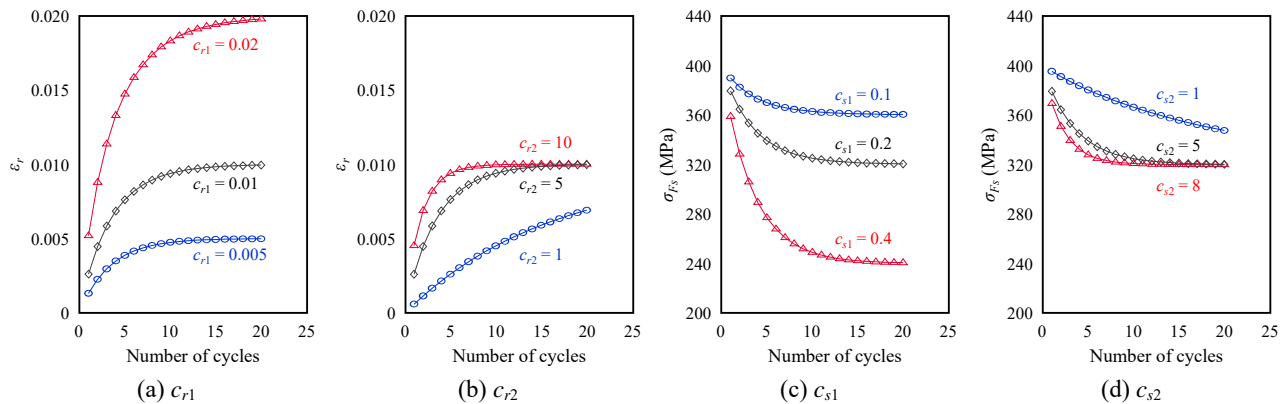 0.020
0.015
0.010
0.005
0
ε_r
c_r1 = 0.02
c_r1 = 0.01
c_r1 = 0.005
0 5 10 15 20 25
Number of cycles
(a) c_r1
0.020
0.015
0.010
0.005
0
ε_r
c_r2 = 10
c_r2 = 5
c_r2 = 1
0 5 10 15 20 25
Number of cycles
(b) c_r2
440
400
360
320
280
240
200
σ_Fs (MPa)
c_s1 = 0.1
c_s1 = 0.2
c_s1 = 0.4
0 5 10 15 20 25
Number of cycles
(c) c_s1
440
400
360
320
280
240
200
σ_Fs (MPa)
c_s2 = 1
c_s2 = 5
c_s2 = 8
0 5 10 15 20 25
Number of cycles
(d) c_s2